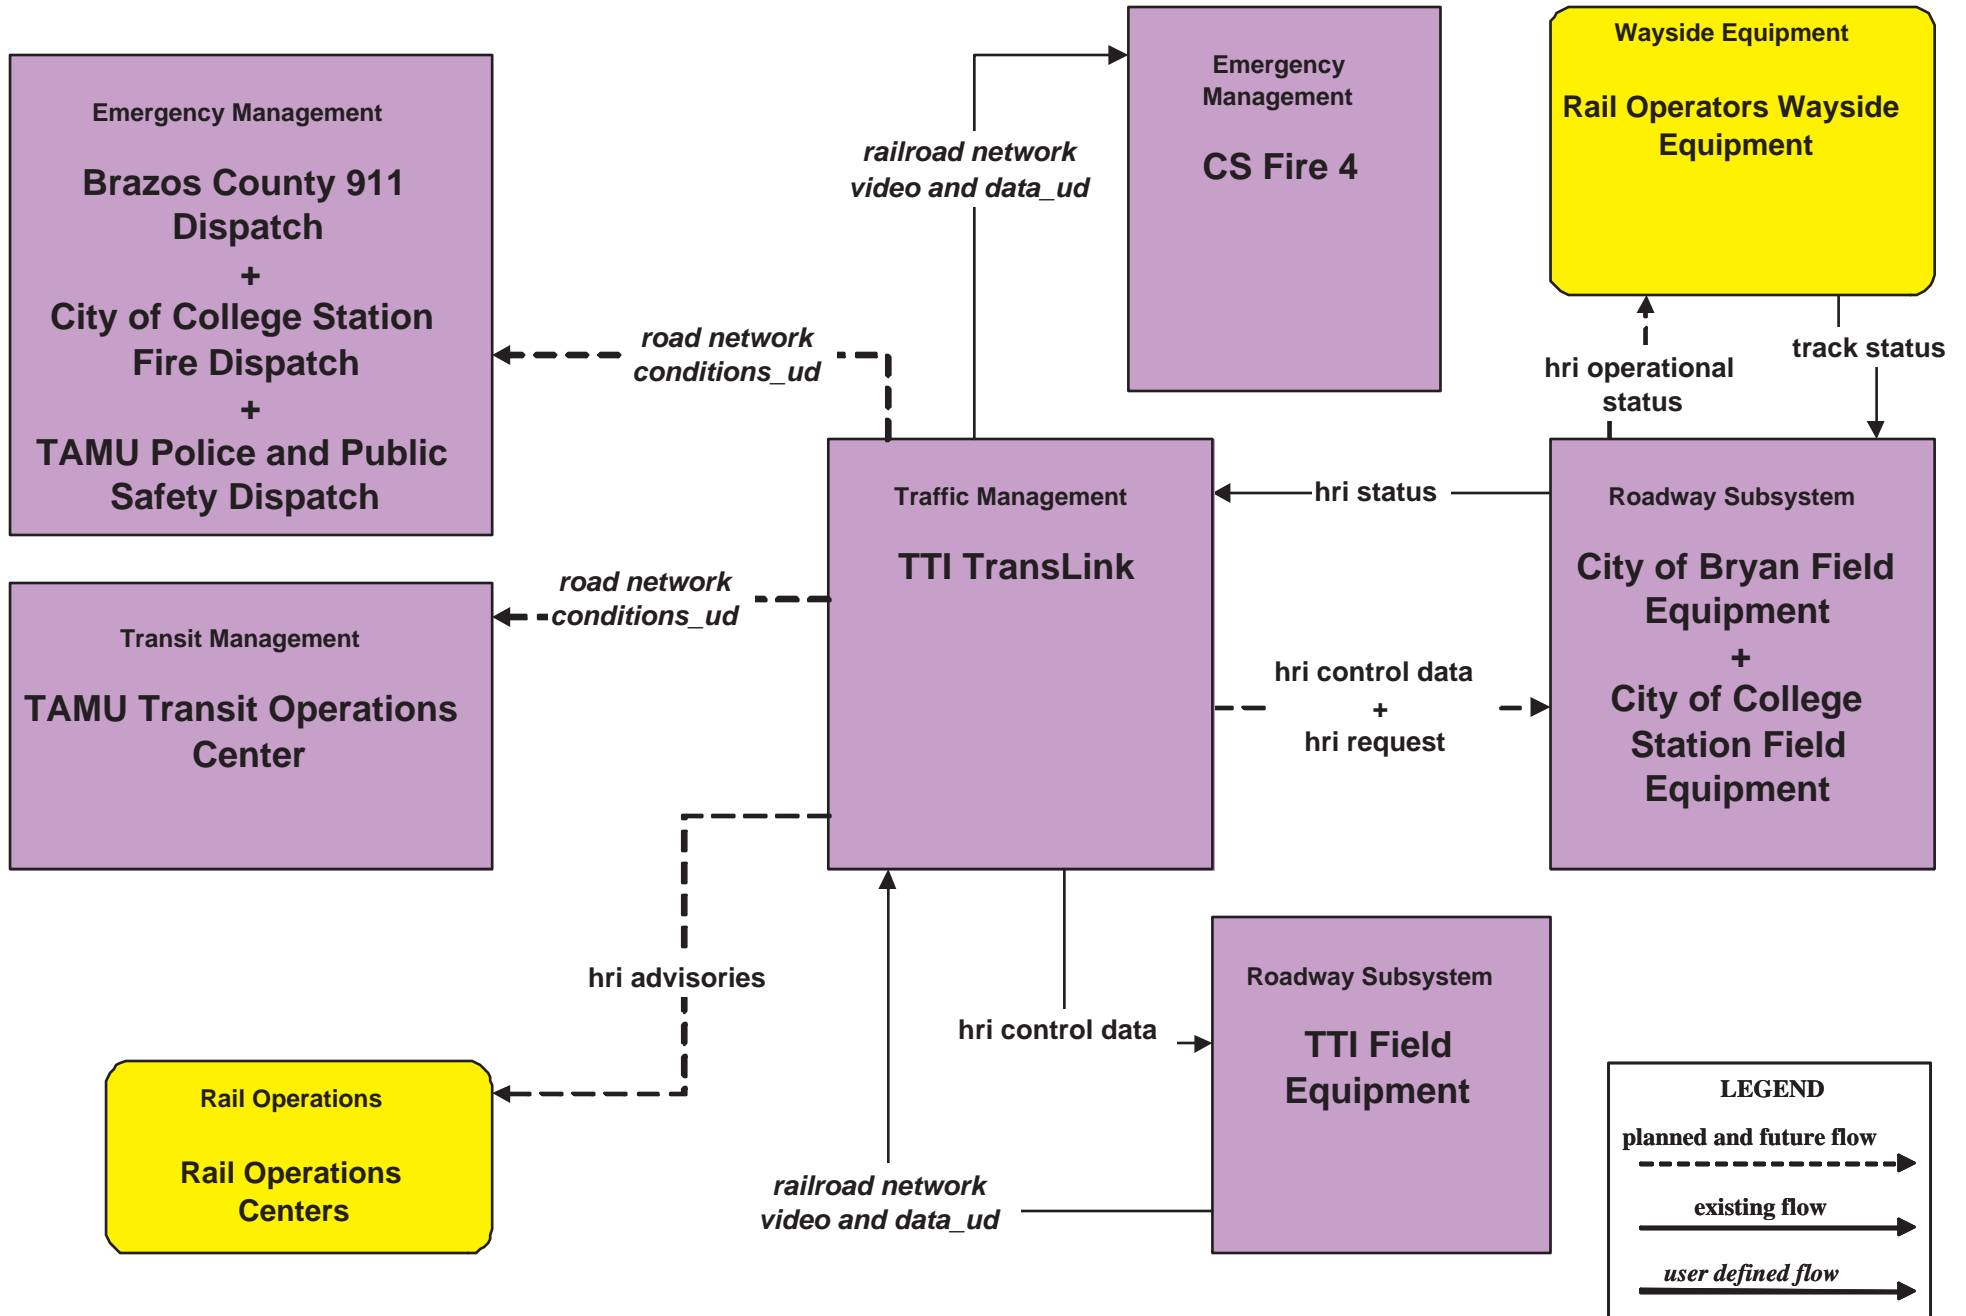 Emergency Management
Brazos County 911
Dispatch
+
City of College Station
Fire Dispatch
+
TAMU Police and Public
Safety Dispatch
Transit Management
TAMU Transit Operations
Center
Rail Operations
Rail Operations
Centers
railroad network
video and data_ud
road network
conditions_ud
road network
conditions_ud
hri advisories
Emergency
Management
CS Fire 4
Traffic Management
TTI TransLink
hri status
hri control data
+
hri request
hri control data
railroad network
video and data_ud
Roadway Subsystem
TTI Field
Equipment
Wayside Equipment
Rail Operators Wayside
Equipment
hri operational
status
track status
Roadway Subsystem
City of Bryan Field
Equipment
+
City of College
Station Field
Equipment
LEGEND
planned and future flow
existing flow
user defined flow